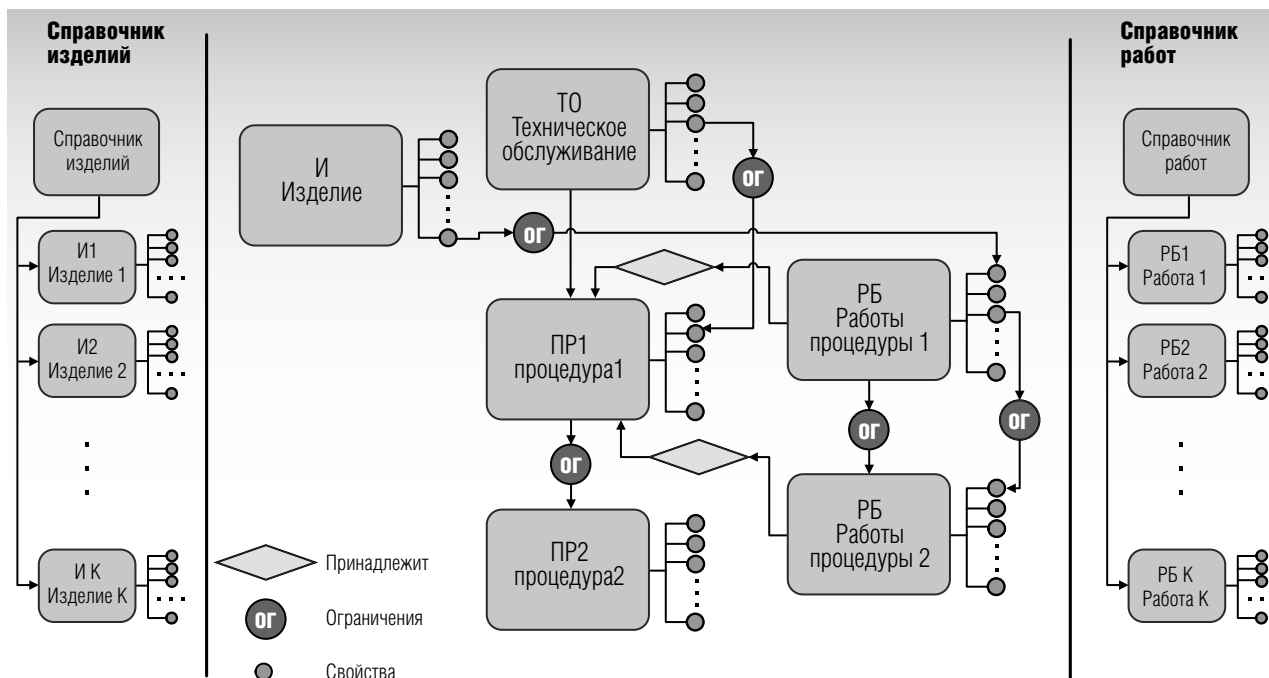 Справочник
изделий
Справочник
изделий
И1
Изделие 1
И2
Изделие 2
И К
Изделие К
И
Изделие
ТО
Техническое
обслуживание
ОГ
ОГ
ПР1
процедура1
РБ
Работы
процедуры 1
ОГ
ОГ
ОГ
ПР2
процедура2
РБ
Работы
процедуры 2
Принадлежит
ОГ
Ограничения
Свойства
Справочник
работ
Справочник
работ
РБ1
Работа 1
РБ2
Работа 2
РБ К
Работа К